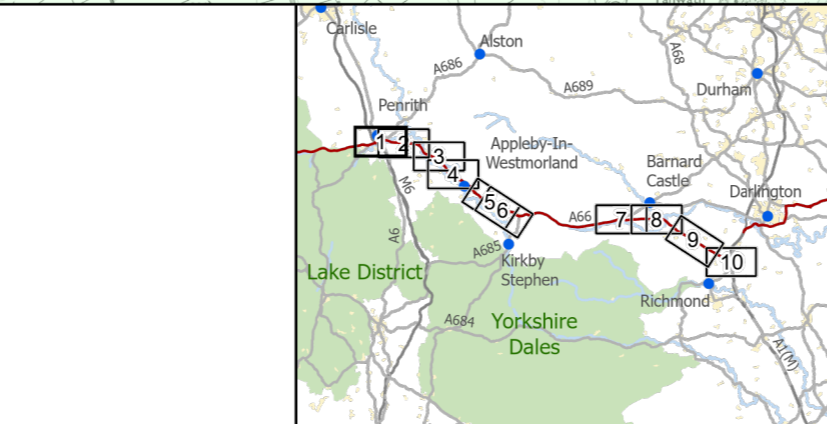 Carlisle
Alston
A68
A686
A689
Durham
Penrith
1
2
3
4
Appleby-In-
Westmorland
Barnard
Castle
Darlington
M6
5
6
A66
7
8
9
10
A6
A685
Kirkby
Stephen
Lake District
Richmond
A684
Yorkshire
Dales
A1(M)